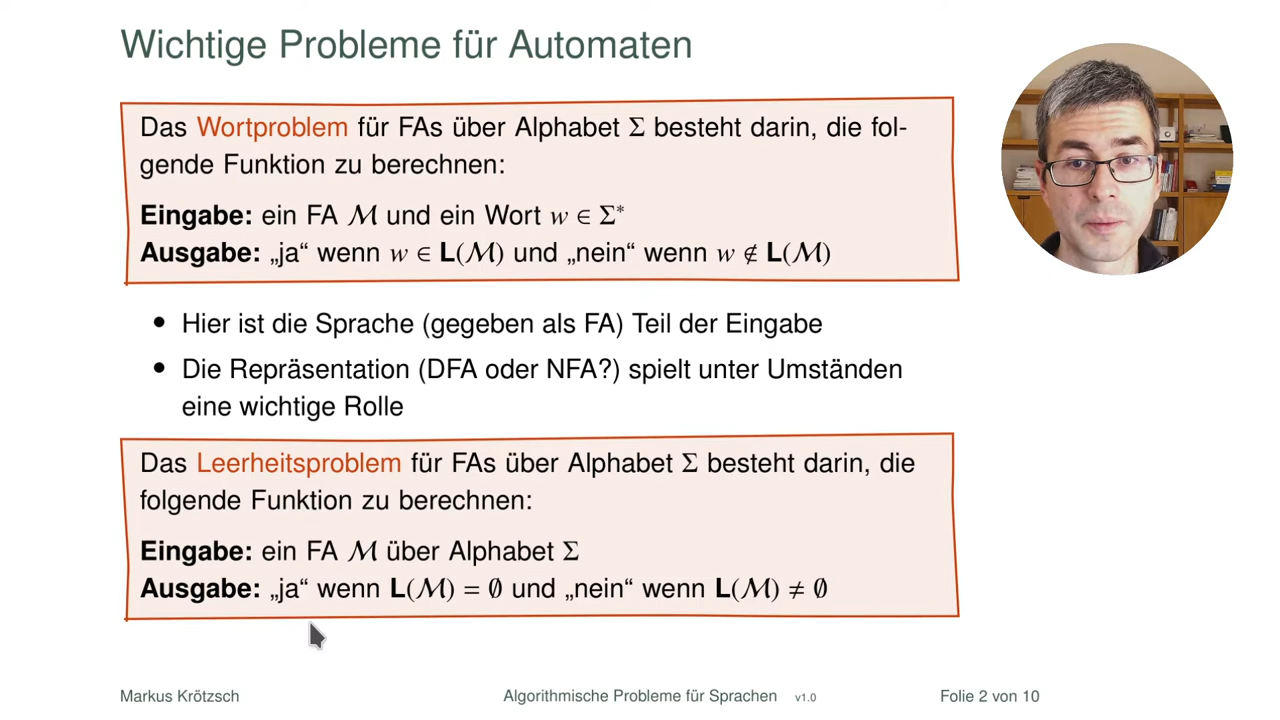 Wichtige Probleme für Automaten
Das Wortproblem für FAs über Alphabet Σ besteht darin, die fol-
gende Funktion zu berechnen:
Eingabe: ein FA ℳ und ein Wort w ∈ Σ*
Ausgabe: „ja“ wenn w ∈ L(ℳ) und „nein“ wenn w ∉ L(ℳ)
• Hier ist die Sprache (gegeben als FA) Teil der Eingabe
• Die Repräsentation (DFA oder NFA?) spielt unter Umständen
eine wichtige Rolle
Das Leerheitsproblem für FAs über Alphabet Σ besteht darin, die
folgende Funktion zu berechnen:
Eingabe: ein FA ℳ über Alphabet Σ
Ausgabe: „ja“ wenn L(ℳ) = ∅ und „nein“ wenn L(ℳ) ≠ ∅
Markus Krötzsch Algorithmische Probleme für Sprachen v1.0 Folie 2 von 10